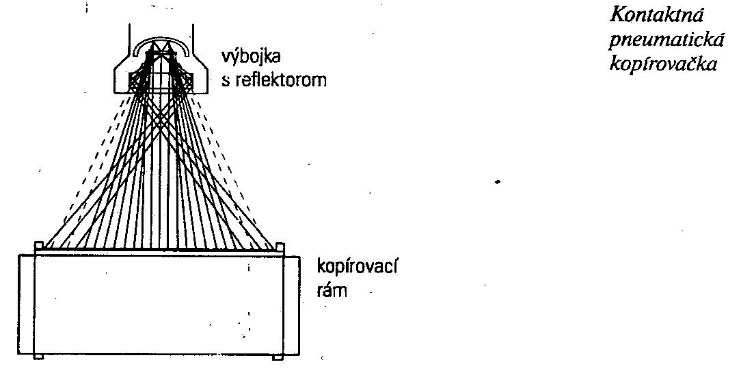 Kontaktná
pneumatická
kopírovačka
výbojka
s reflektorom
kopírovací
rám